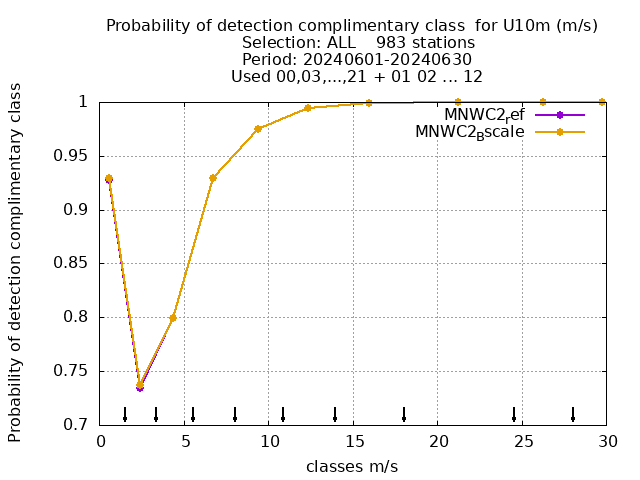 Probability of detection complimentary class  for U10m (m/s)
Selection: ALL    983 stations
Period: 20240601-20240630
Used 00,03,...,21 + 01 02 ... 12
Probability of detection complimentary class
1
0.95
0.9
0.85
0.8
0.75
0.7
MNWC2_ref
MNWC2_Bscale
0 5 10 15 20 25 30
classes m/s